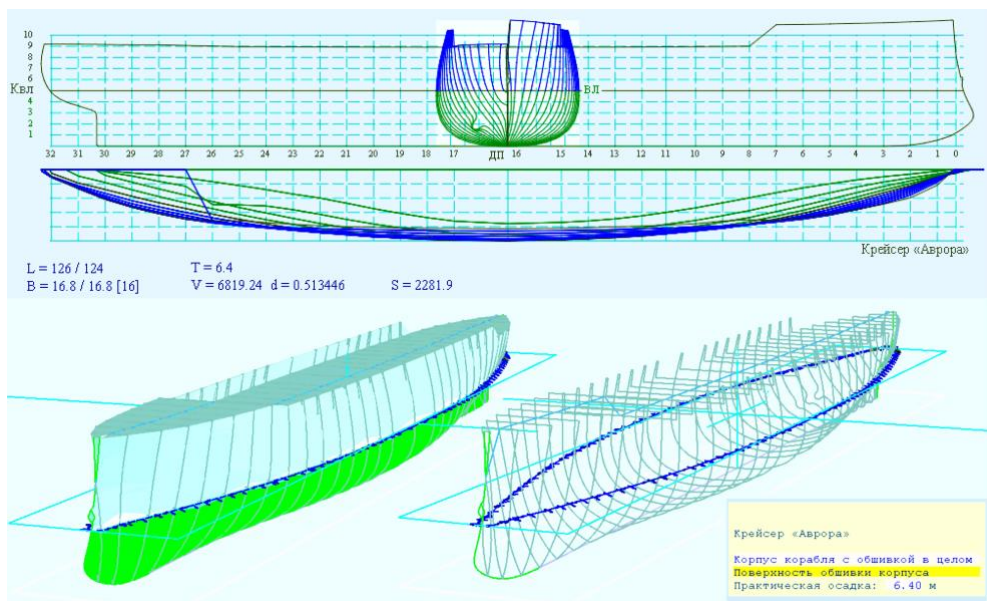 10
9
8
7
6
Квл
4
3
2
1
ВЛ
32 31 30 29 28 27 26 25 24 23 22 21 20 19 18 17 ДП 16 15 14 13 12 11 10 9 8 7 6 5 4 3 2 1 0
Крейсер «Аврора»
L = 126 / 124 T = 6.4
B = 16.8 / 16.8 [16] V = 6819.24 d = 0.513446 S = 2281.9
Крейсер «Аврора»
Корпус корабля с обшивкой в целом
Поверхность обшивки корпуса
Практическая осадка: 6.40 м